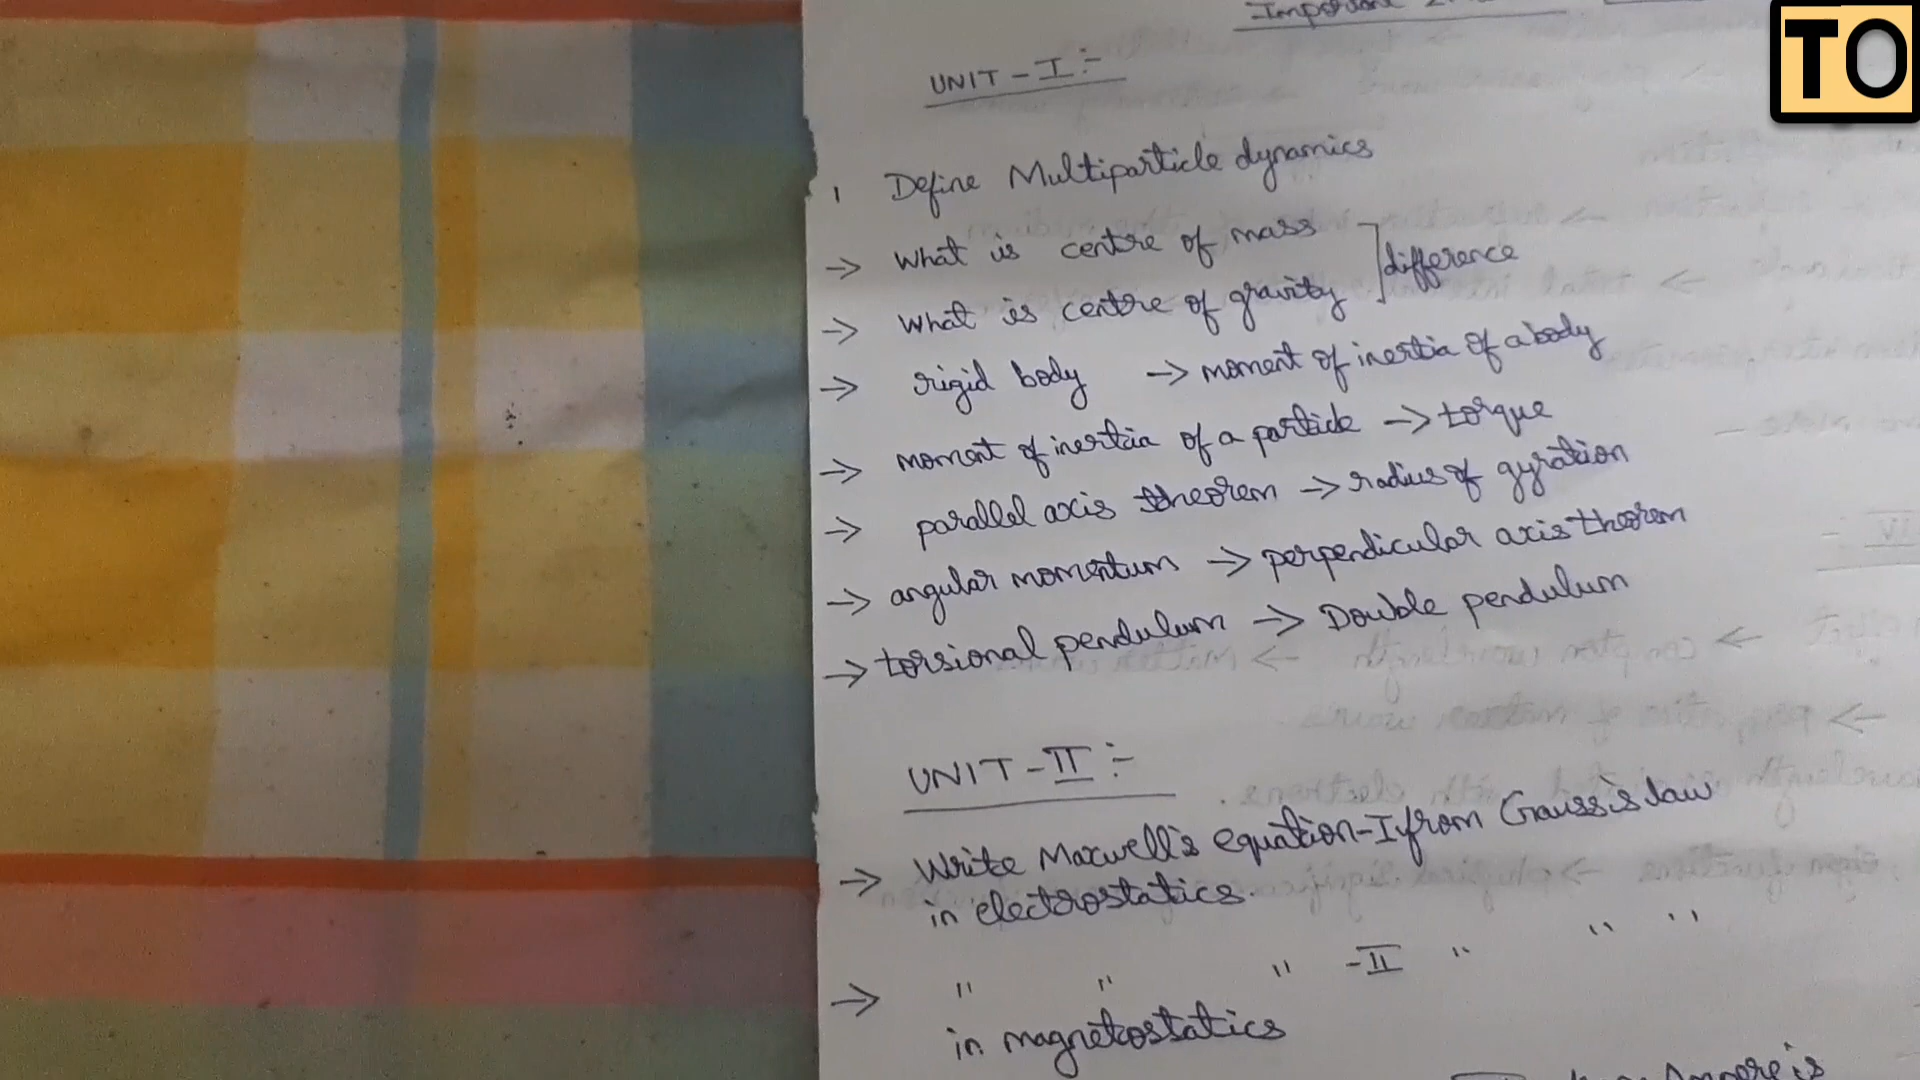 Important
TO
UNIT - I :-
1 Define Multiparticle dynamics
→ What is centre of mass
→ What is centre of gravity ] difference
→ rigid body → moment of inertia of a body
→ moment of inertia of a particle → torque
→ parallel axis theorem → radius of gyration
→ angular momentum → perpendicular axis theorem
→ torsional pendulum → Double pendulum
UNIT - II :-
→ Write Maxwell's equation-I from Gauss's law
in electrostatics.
→ " " " -II " " "
in magnetostatics
Ampere's